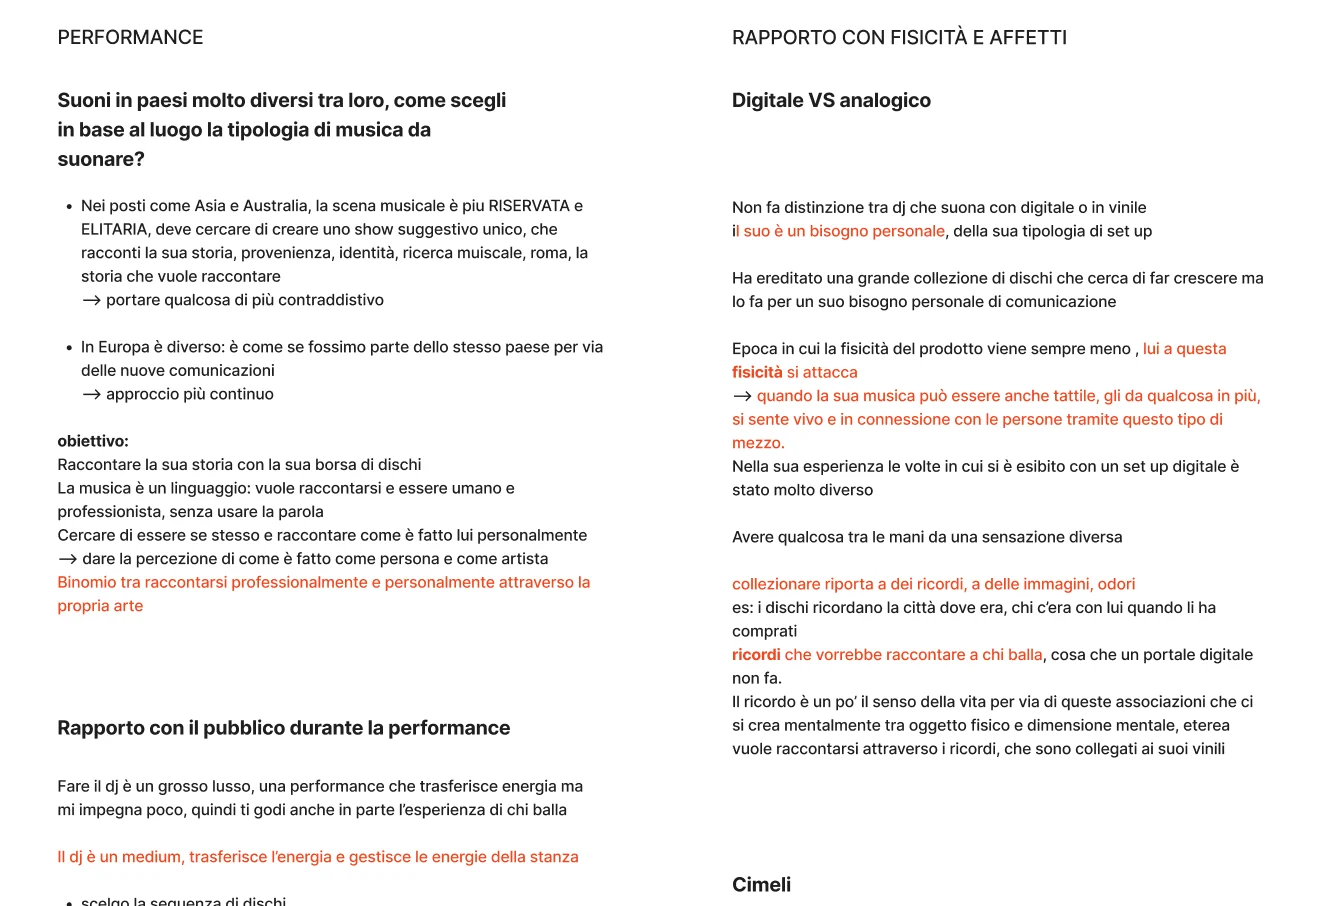 PERFORMANCE
Suoni in paesi molto diversi tra loro, come scegli
in base al luogo la tipologia di musica da
suonare?
• Nei posti come Asia e Australia, la scena musicale è piu RISERVATA e
ELITARIA, deve cercare di creare uno show suggestivo unico, che
racconti la sua storia, provenienza, identità, ricerca muiscale, roma, la
storia che vuole raccontare
—> portare qualcosa di più contraddistivo
• In Europa è diverso: è come se fossimo parte dello stesso paese per via
delle nuove comunicazioni
—> approccio più continuo
obiettivo:
Raccontare la sua storia con la sua borsa di dischi
La musica è un linguaggio: vuole raccontarsi e essere umano e
professionista, senza usare la parola
Cercare di essere se stesso e raccontare come è fatto lui personalmente
—> dare la percezione di come è fatto come persona e come artista
Binomio tra raccontarsi professionalmente e personalmente attraverso la
propria arte
Rapporto con il pubblico durante la performance
Fare il dj è un grosso lusso, una performance che trasferisce energia ma
mi impegna poco, quindi ti godi anche in parte l'esperienza di chi balla
Il dj è un medium, trasferisce l'energia e gestisce le energie della stanza
• scelgo la sequenza di dischi
RAPPORTO CON FISICITÀ E AFFETTI
Digitale VS analogico
Non fa distinzione tra dj che suona con digitale o in vinile
il suo è un bisogno personale, della sua tipologia di set up
Ha ereditato una grande collezione di dischi che cerca di far crescere ma
lo fa per un suo bisogno personale di comunicazione
Epoca in cui la fisicità del prodotto viene sempre meno , lui a questa
fisicità si attacca
—> quando la sua musica può essere anche tattile, gli da qualcosa in più,
si sente vivo e in connessione con le persone tramite questo tipo di
mezzo.
Nella sua esperienza le volte in cui si è esibito con un set up digitale è
stato molto diverso
Avere qualcosa tra le mani da una sensazione diversa
collezionare riporta a dei ricordi, a delle immagini, odori
es: i dischi ricordano la città dove era, chi c'era con lui quando li ha
comprati
ricordi che vorrebbe raccontare a chi balla, cosa che un portale digitale
non fa.
Il ricordo è un po' il senso della vita per via di queste associazioni che ci
si crea mentalmente tra oggetto fisico e dimensione mentale, eterea
vuole raccontarsi attraverso i ricordi, che sono collegati ai suoi vinili
Cimeli